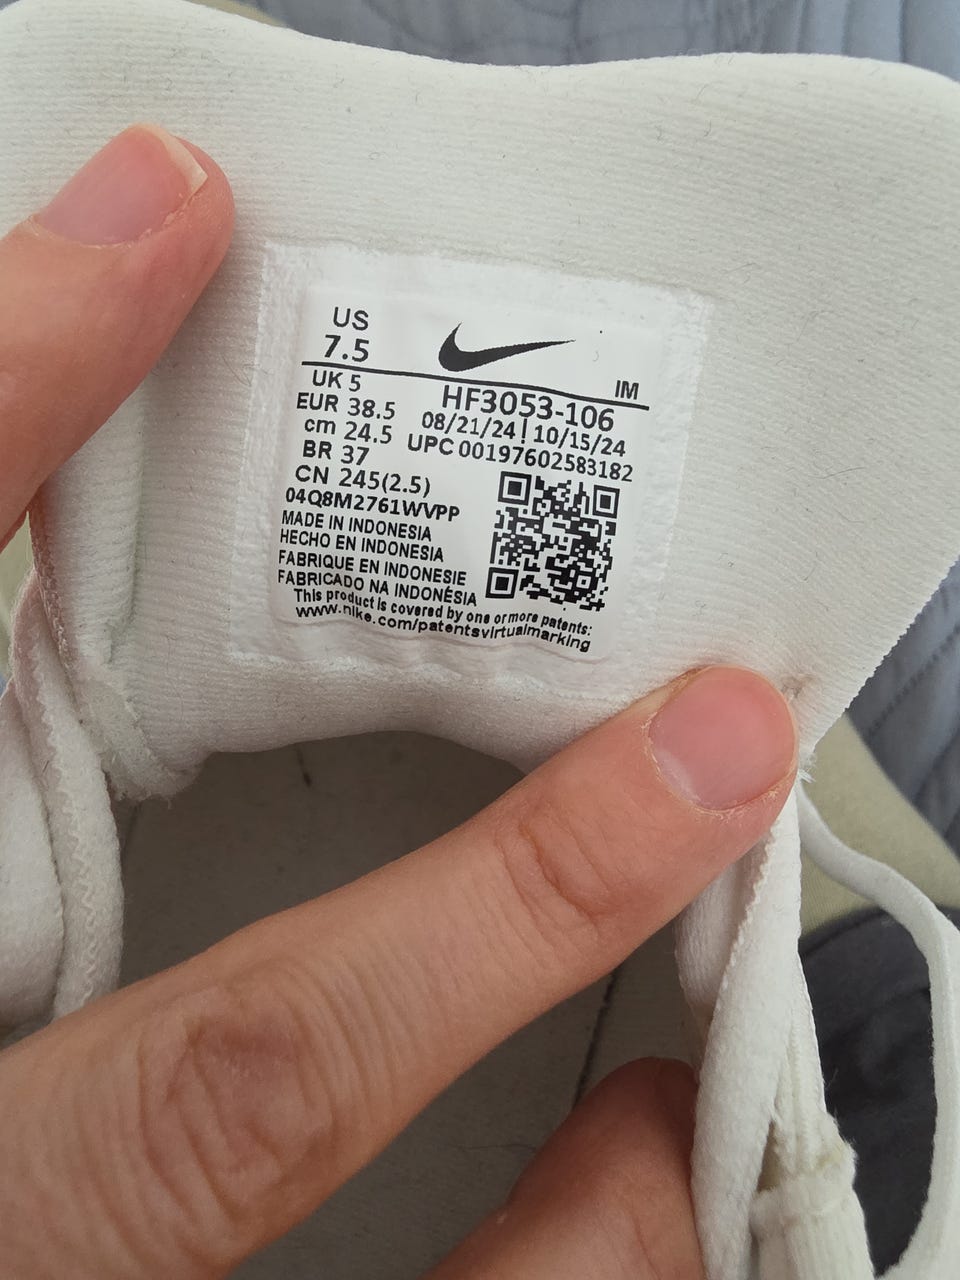 US
7.5
IM
UK 5
HF3053-106
EUR 38.5
08/21/24 | 10/15/24
cm 24.5
UPC 00197602583182
BR 37
CN 245(2.5)
04Q8M2761WVPP
MADE IN INDONESIA
HECHO EN INDONESIA
FABRIQUE EN INDONESIE
FABRICADO NA INDONÉSIA
This product is covered by one or more patents:
www.nike.com/patentsvirtualmarking